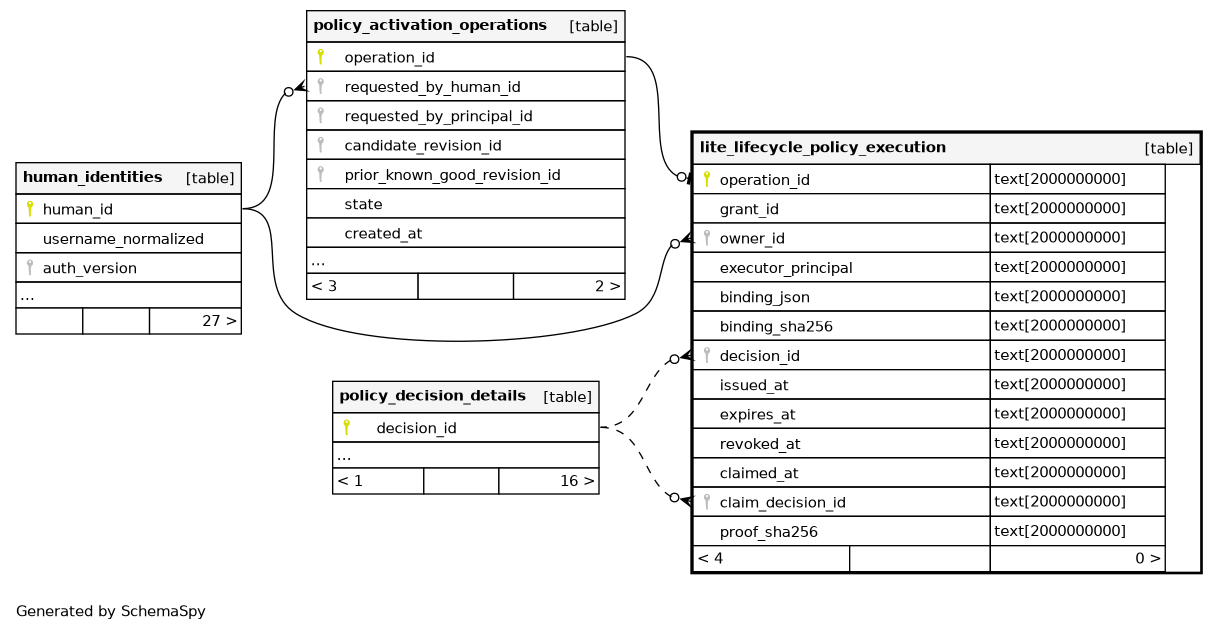 policy_activation_operations [table]
operation_id
requested_by_human_id
requested_by_principal_id
candidate_revision_id
prior_known_good_revision_id
state
created_at
...
< 3 2 >
human_identities [table]
human_id
username_normalized
auth_version
...
27 >
policy_decision_details [table]
decision_id
...
< 1 16 >
lite_lifecycle_policy_execution [table]
operation_id text[2000000000]
grant_id text[2000000000]
owner_id text[2000000000]
executor_principal text[2000000000]
binding_json text[2000000000]
binding_sha256 text[2000000000]
decision_id text[2000000000]
issued_at text[2000000000]
expires_at text[2000000000]
revoked_at text[2000000000]
claimed_at text[2000000000]
claim_decision_id text[2000000000]
proof_sha256 text[2000000000]
< 4 0 >
Generated by SchemaSpy